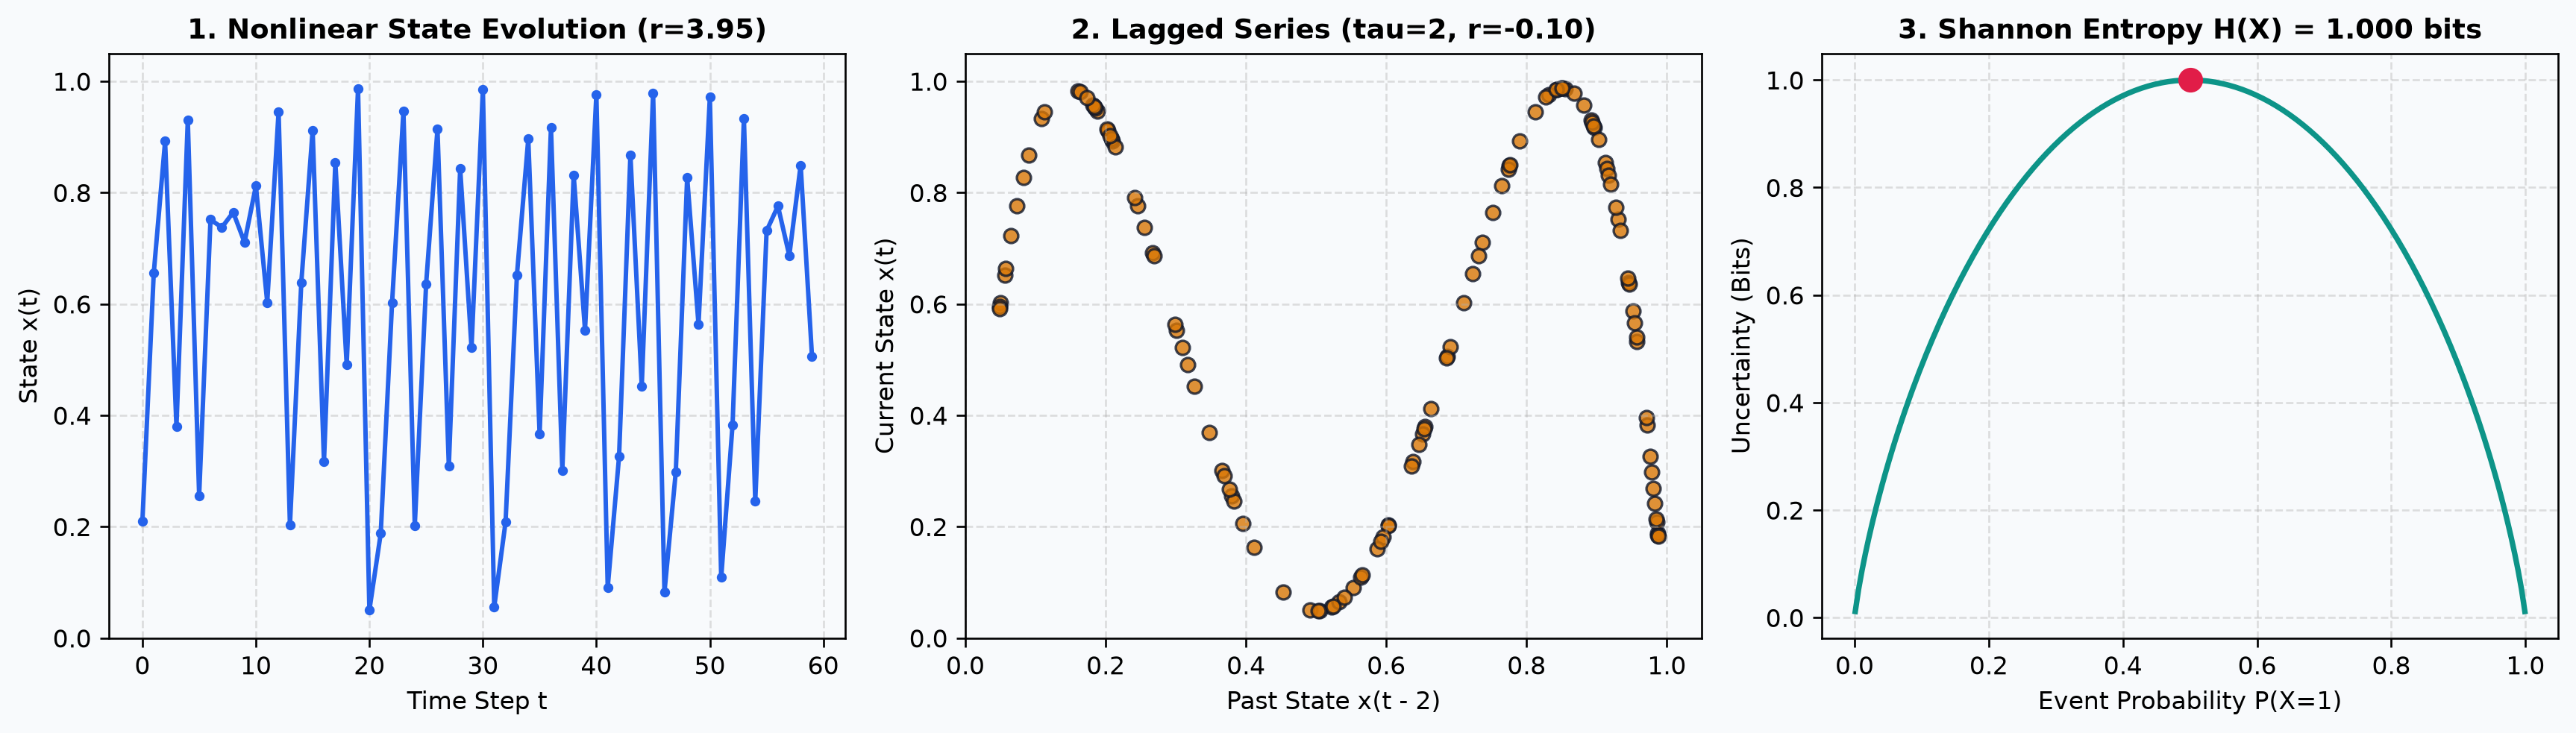 1. Nonlinear State Evolution (r=3.95)
State x(t)
1.0
0.8
0.6
0.4
0.2
0.0
0 10 20 30 40 50 60
Time Step t
2. Lagged Series (tau=2, r=-0.10)
Current State x(t)
1.0
0.8
0.6
0.4
0.2
0.0
0.0 0.2 0.4 0.6 0.8 1.0
Past State x(t - 2)
3. Shannon Entropy H(X) = 1.000 bits
Uncertainty (Bits)
1.0
0.8
0.6
0.4
0.2
0.0
0.0 0.2 0.4 0.6 0.8 1.0
Event Probability P(X=1)